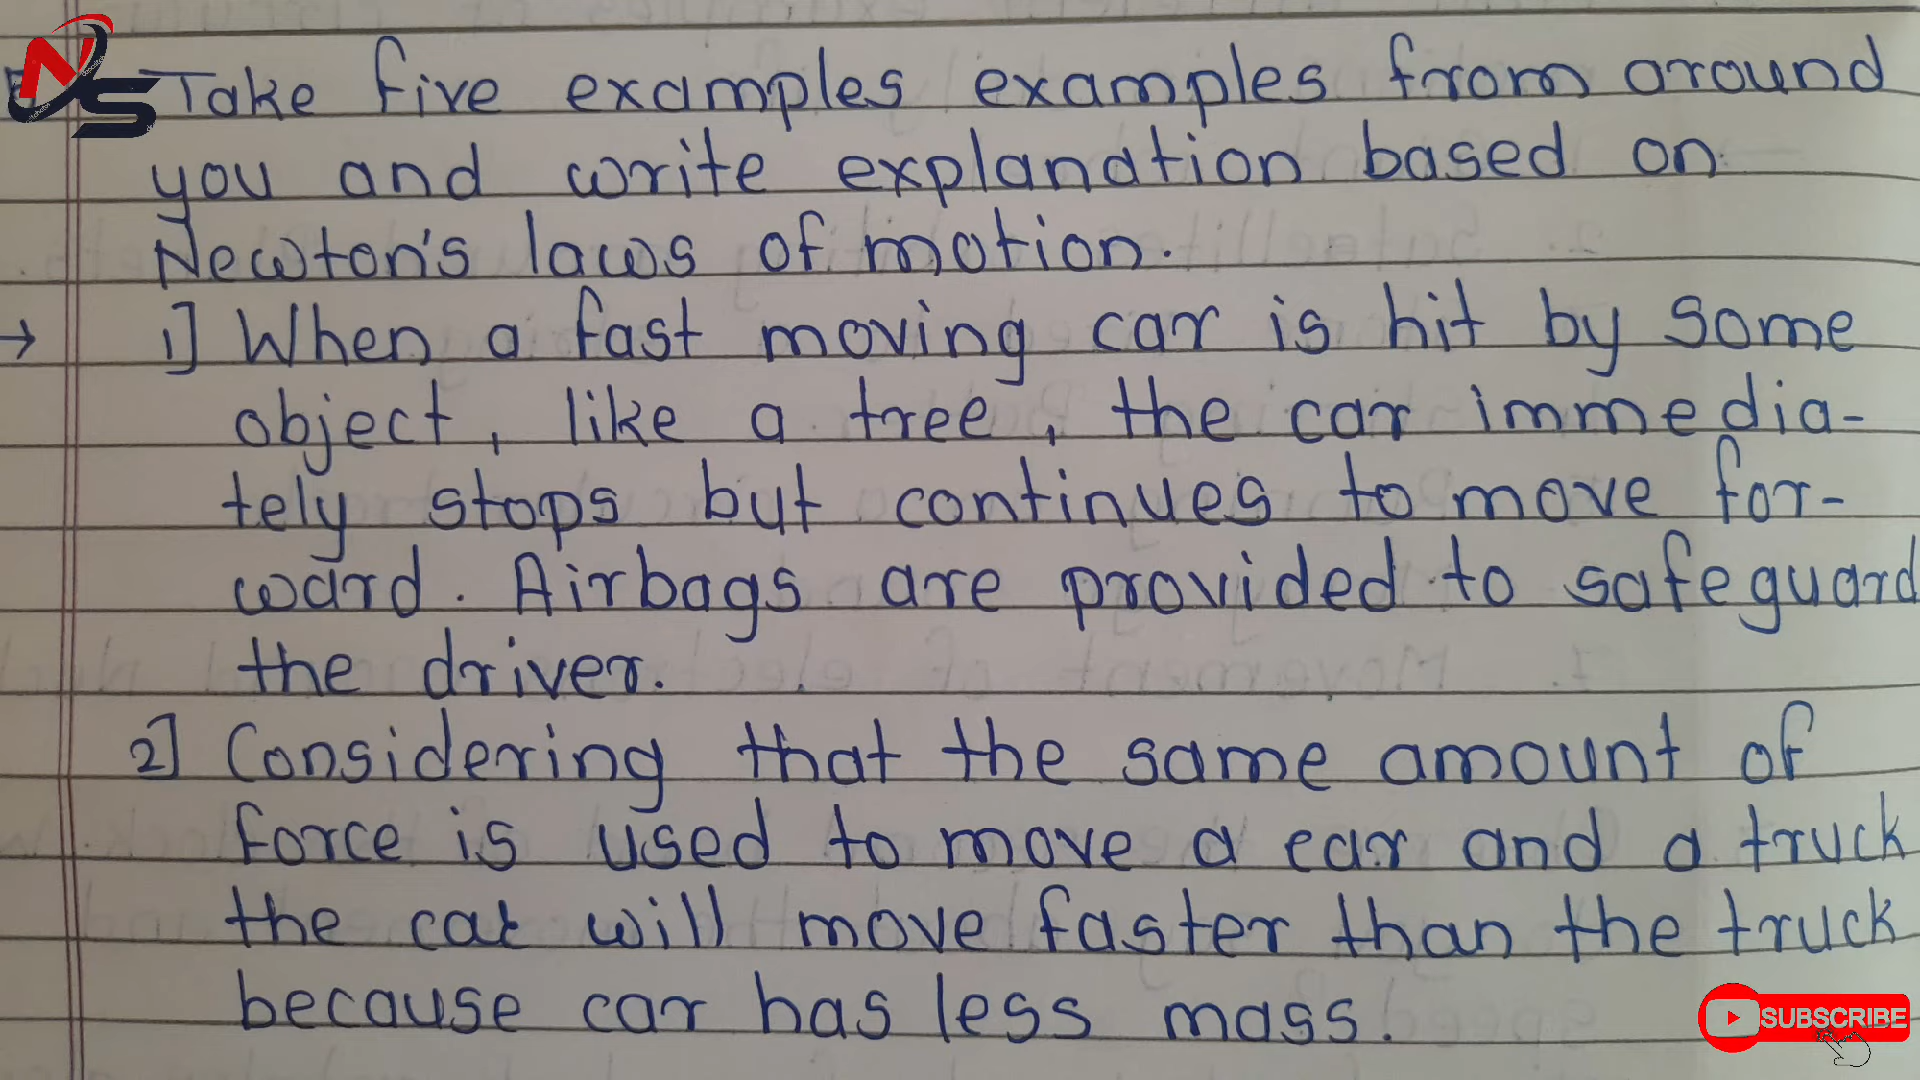 NS
Take five examples examples from around
you and write explanation based on
Newton's laws of motion.
→ 1] When a fast moving car is hit by some
object, like a tree, the car immedia-
tely stops but continues to move for-
ward. Airbags are provided to safeguard
the driver.
2] Considering that the same amount of
force is used to move a car and a truck
the car will move faster than the truck
because car has less mass.
SUBSCRIBE